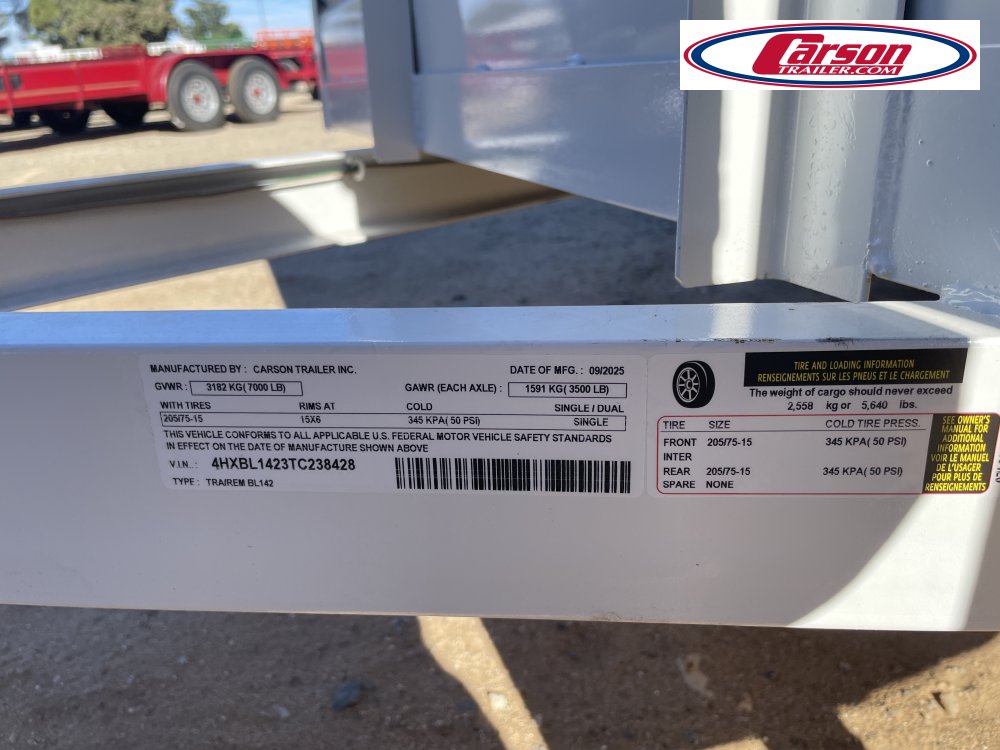 Carson
TRAILER.COM
MANUFACTURED BY : CARSON TRAILER INC. DATE OF MFG. : 09/2025
GVWR : 3182 KG( 7000 LB) GAWR (EACH AXLE) : 1591 KG( 3500 LB)
WITH TIRES RIMS AT COLD SINGLE / DUAL
205/75-15 15X6 345 KPA( 50 PSI) SINGLE
THIS VEHICLE CONFORMS TO ALL APPLICABLE U.S. FEDERAL MOTOR VEHICLE SAFETY STANDARDS
IN EFFECT ON THE DATE OF MANUFACTURE SHOWN ABOVE
V.I.N. : 4HXBL1423TC238428
TYPE : TRA/REM BL142
TIRE AND LOADING INFORMATION
RENSEIGNEMENTS SUR LES PNEUS ET LE CHARGEMENT
The weight of cargo should never exceed
2,558 kg or 5,640 lbs.
TIRE SIZE COLD TIRE PRESS.
FRONT 205/75-15 345 KPA( 50 PSI)
INTER
REAR 205/75-15 345 KPA( 50 PSI)
SPARE NONE
SEE OWNER'S
MANUAL FOR
ADDITIONAL
INFORMATION
VOIR LE MANUEL
DE L'USAGER
POUR PLUS DE
RENSEIGNEMENTS